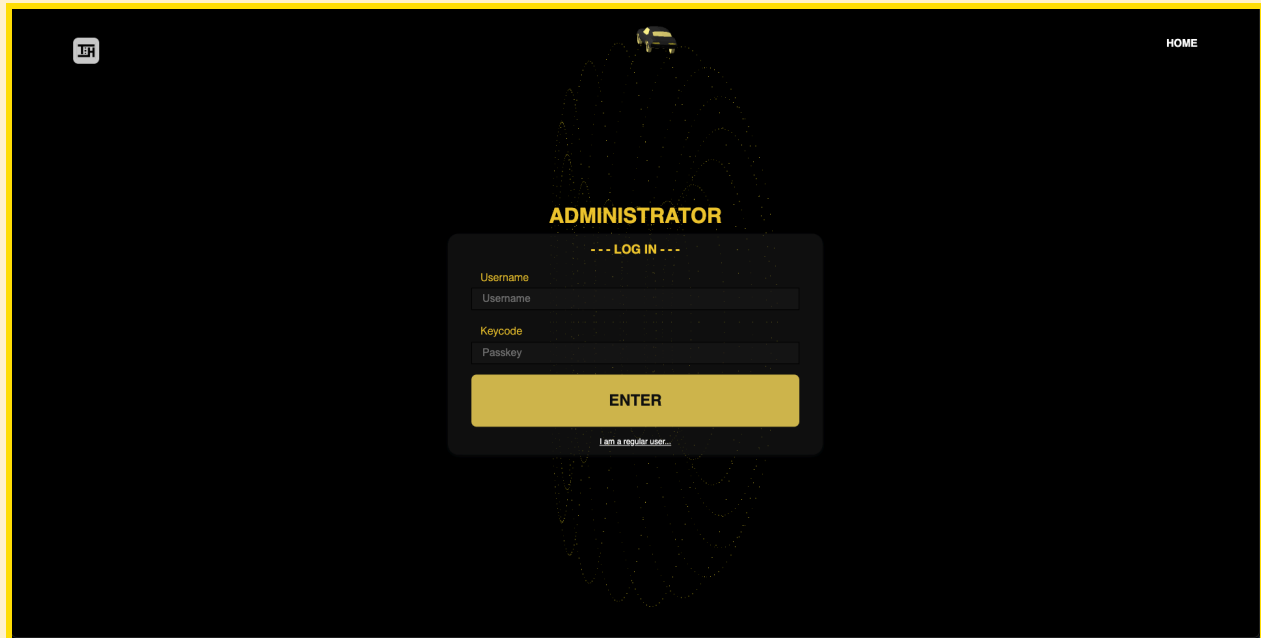 HOME
ADMINISTRATOR
- - - LOG IN - - -
Username
Username
Keycode
Passkey
ENTER
I am a regular user...